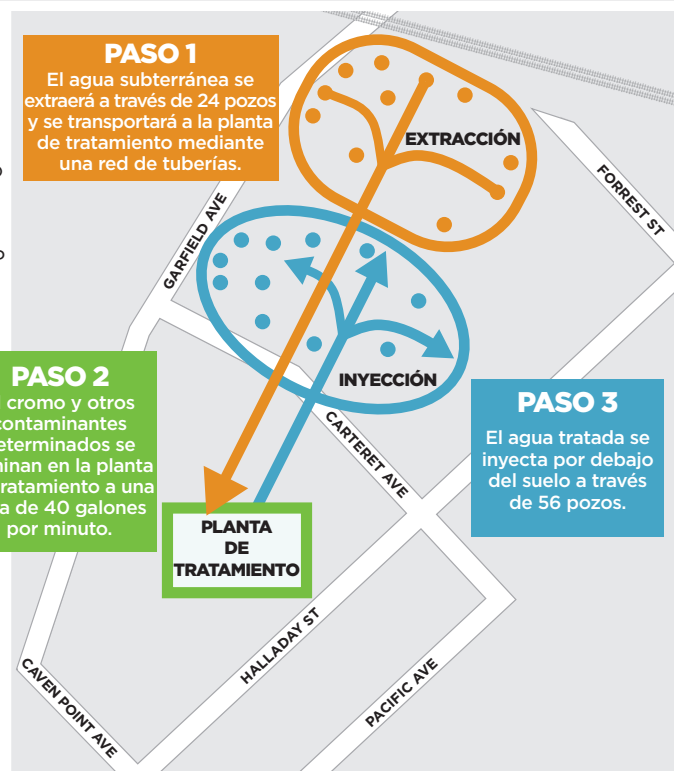 PASO 1
El agua subterránea se
extraerá a través de 24 pozos
y se transportará a la planta
de tratamiento mediante
una red de tuberías.
EXTRACCIÓN
FORREST ST
GARFIELD AVE
INYECCIÓN
PASO 2
cromo y otros
contaminantes
eterminados se
minan en la planta
ratamiento a una
a de 40 galones
por minuto.
PASO 3
El agua tratada se
inyecta por debajo
del suelo a través
de 56 pozos.
CARTERET AVE
PLANTA
DE
TRATAMIENTO
HALLADAY ST
PACIFIC AVE
CAVEN POINT AVE